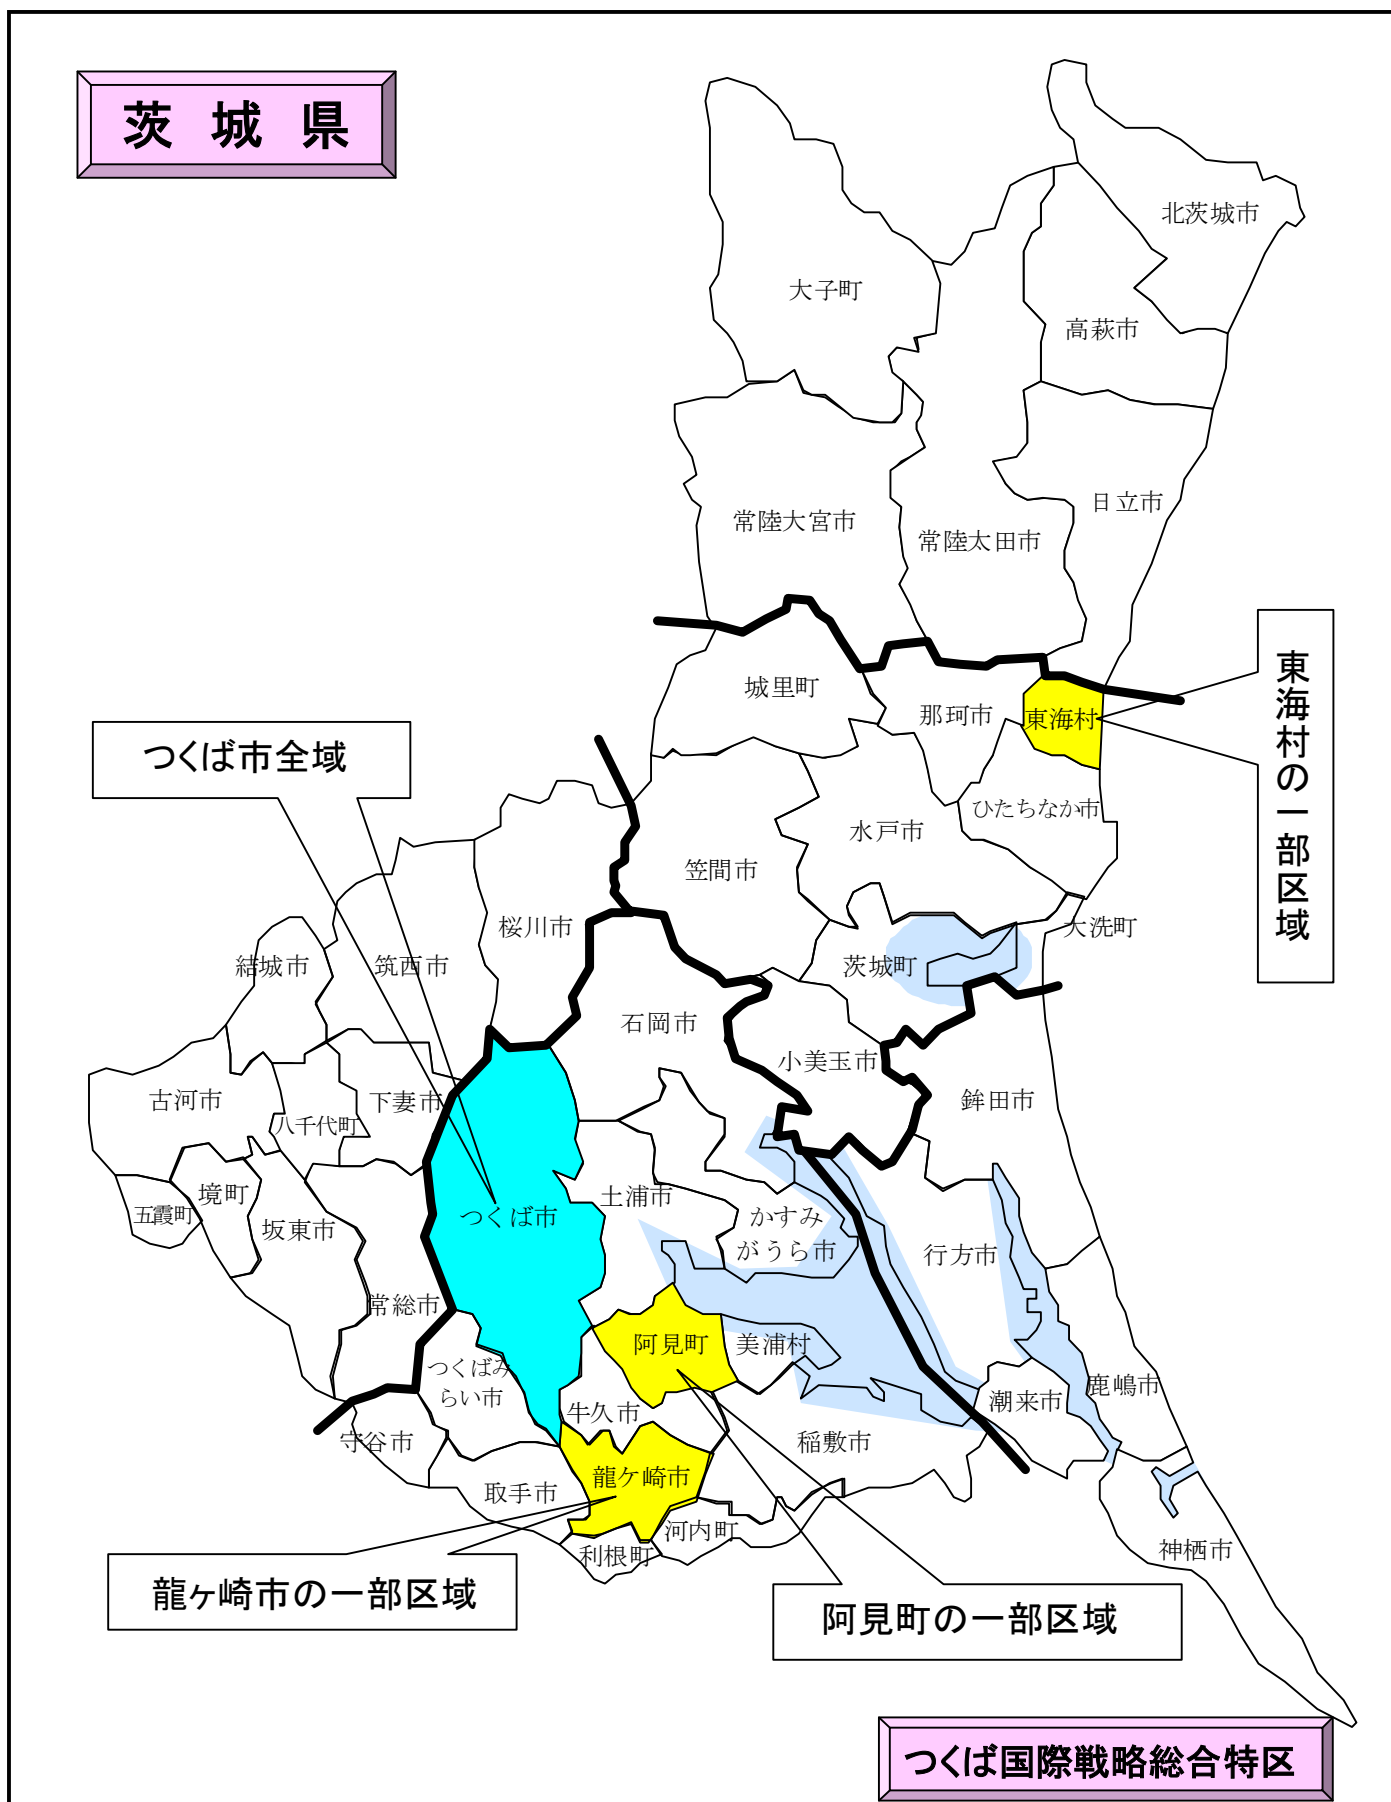 茨城県
北茨城市
大子町
高萩市
日立市
常陸大宮市
常陸太田市
東海村の一部区域
城里町
那珂市
東海村
つくば市全域
ひたちなか市
水戸市
笠間市
桜川市
大洗町
結城市
筑西市
茨城町
石岡市
小美玉市
古河市
下妻市
鉾田市
八千代町
境町
五霞町
坂東市
つくば市
土浦市
かすみ
がうら市
行方市
常総市
阿見町
美浦村
つくばみ
らい市
潮来市
鹿嶋市
牛久市
守谷市
稲敷市
龍ケ崎市
取手市
河内町
利根町
神栖市
龍ヶ崎市の一部区域
阿見町の一部区域
つくば国際戦略総合特区